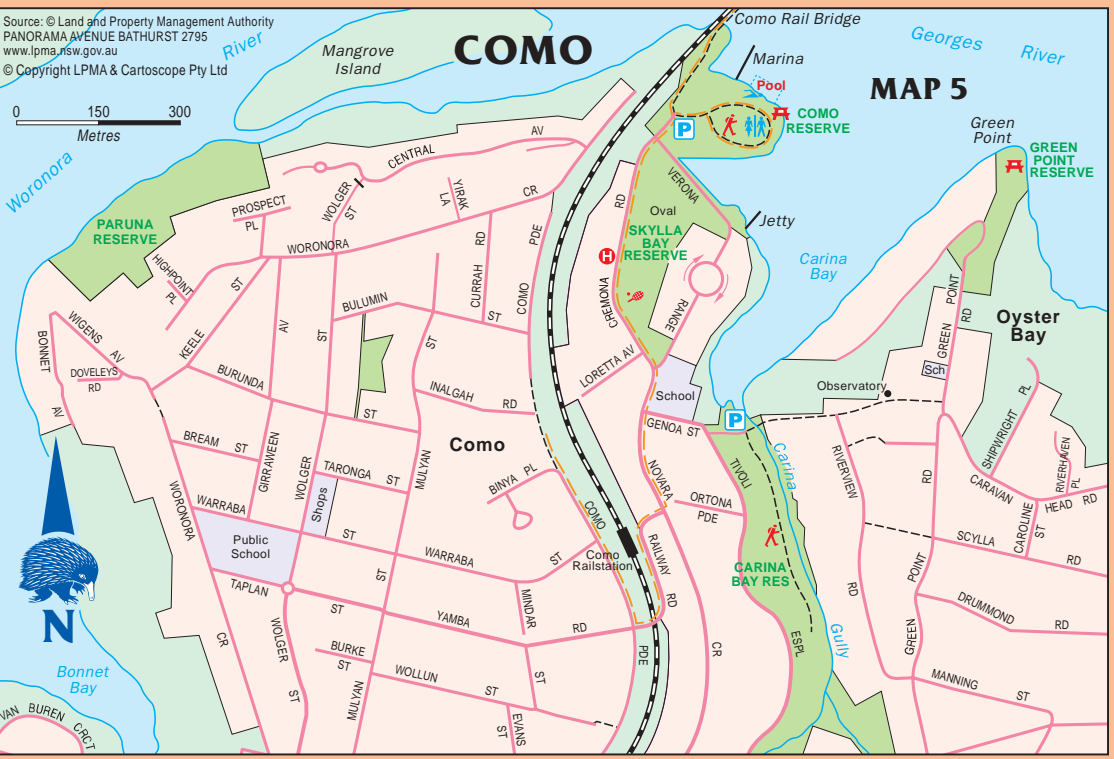 Source: © Land and Property Management Authority
PANORAMA AVENUE BATHURST 2795
www.lpma.nsw.gov.au
© Copyright LPMA & Cartoscope Pty Ltd
0 150 300
Metres
COMO
MAP 5
River
Mangrove
Island
Como Rail Bridge
Georges River
Marina
Pool
P
COMO
RESERVE
Green
Point
GREEN
POINT
RESERVE
Woronora
PARUNA
RESERVE
CENTRAL AV
PROSPECT
PL
WOLGER
ST
YIRAK
LA
CR
WORONORA
HIGHPOINT
PL
ST
KEELE
AV
ST
BULUMIN
ST
CURRAH
RD
COMO
PDE
RD
CREMONA
VERONA
RANGE
Oval
SKYLLA
BAY
RESERVE
H
Jetty
Carina
Bay
Oyster
Bay
POINT
RD
GREEN
Sch
Observatory
BONNET
AV
WIGENS
AV
DOVELEYS
RD
BURUNDA
ST
ST
INALGAH
RD
LORETTA AV
School
GENOA ST
P
BREAM ST
GIRRAWEEN
WOLGER
TARONGA
ST
MULYAN
Como
BINYA PL
COMO
NOVARA
TIVOLI
ORTONA
PDE
Carina
RIVERVIEW
RD
SHIPWRIGHT
PL
RIVERHAVEN
PL
CARAVAN
HEAD RD
CAROLINE
ST
SCYLLA
RD
WORONORA
WARRABA
Shops
ST
Public
School
WARRABA
ST
ST
Como
Railstation
RAILWAY
RD
CARINA
BAY RES
RD
POINT
TAPLAN
ST
YAMBA
MINDAR
RD
DRUMMOND
RD
N
CR
WOLGER
ST
BURKE
ST
MULYAN
WOLLUN
ST
ST
EVANS
ST
PDE
CR
ESPL
Gully
GREEN
MANNING
ST
Bonnet
Bay
VAN BUREN CRCT